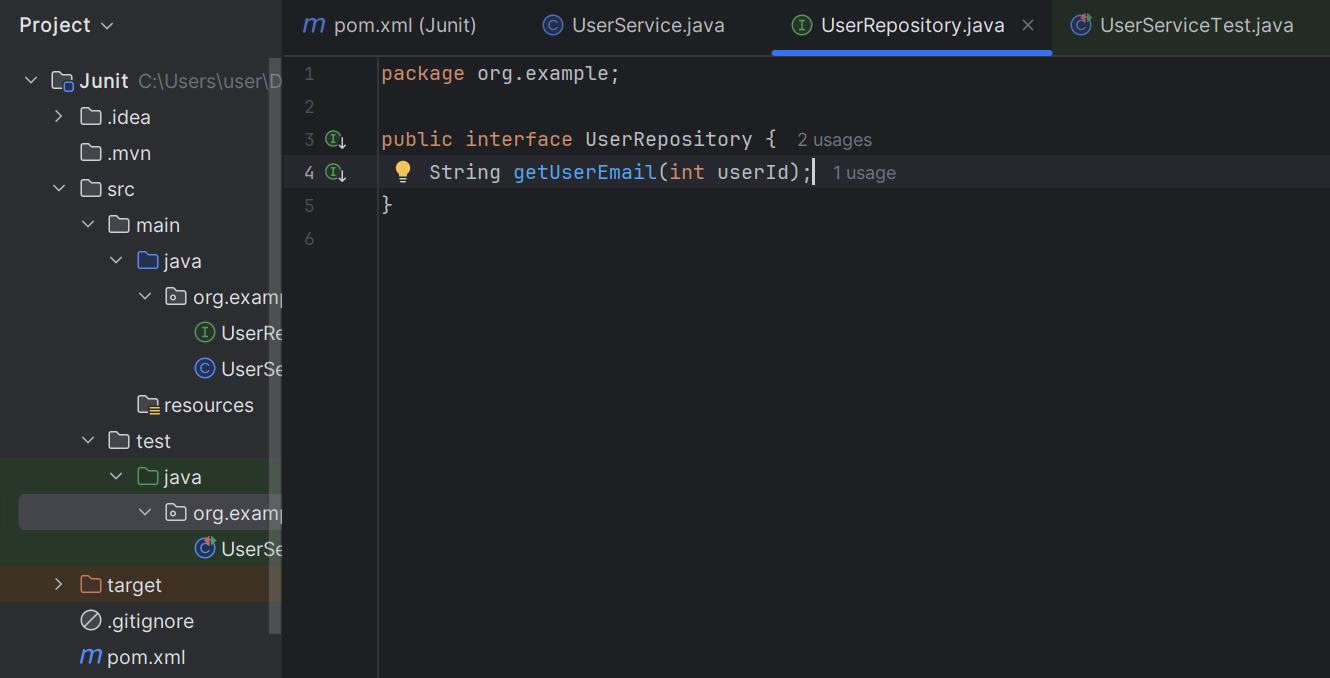 Project
pom.xml (Junit)
UserService.java
UserRepository.java
UserServiceTest.java
Junit C:\Users\user\D
.idea
.mvn
src
main
java
org.examp
UserRe
UserSe
resources
test
java
org.examp
UserSe
target
.gitignore
pom.xml
1 package org.example;
2
3 public interface UserRepository { 2 usages
4 String getUserEmail(int userId); 1 usage
5 }
6